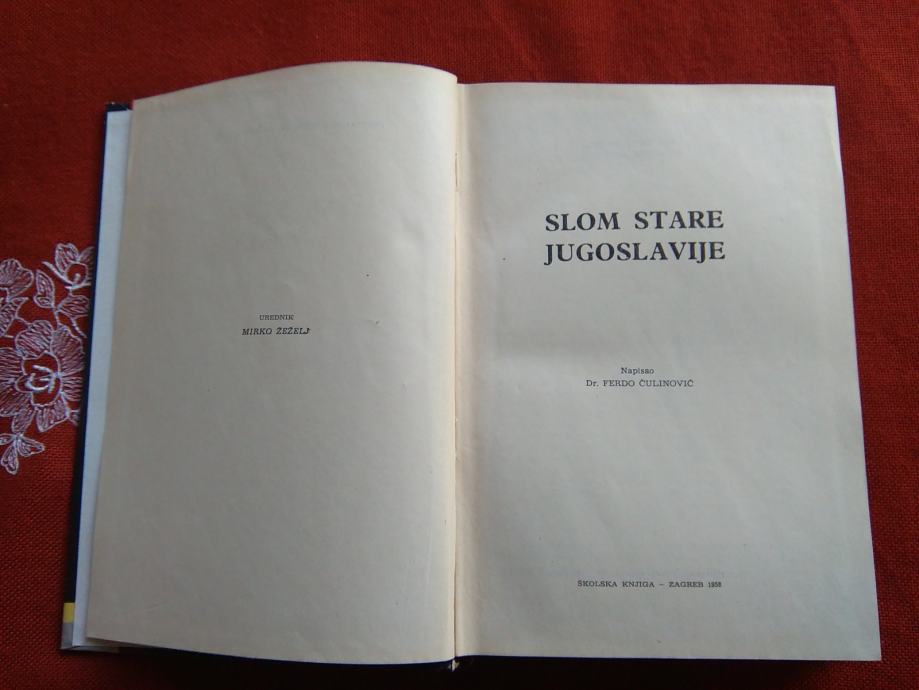 UREDNIK
MIRKO ŽEŽELJ
SLOM STARE
JUGOSLAVIJE
Napisao
Dr. FERDO ČULINOVIĆ
ŠKOLSKA KNJIGA – ZAGREB 1958